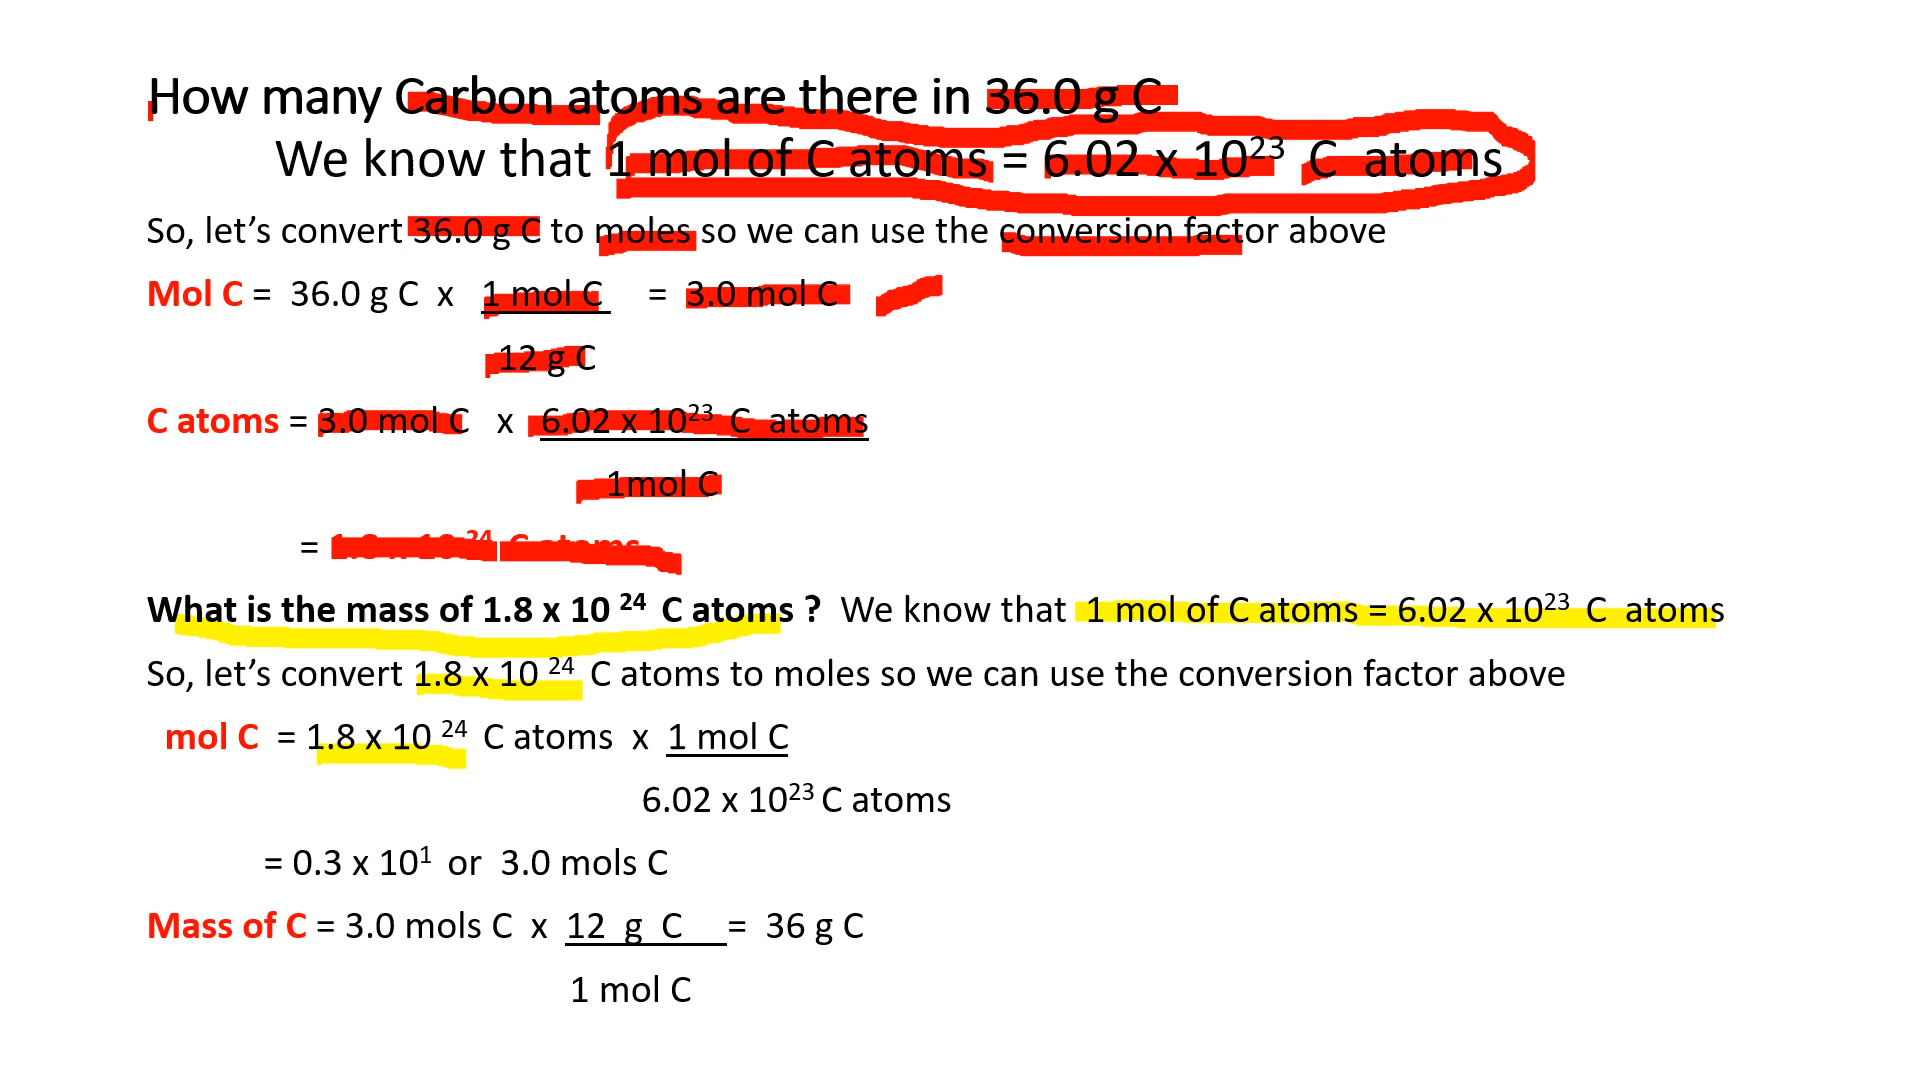 How many Carbon atoms are there in 36.0 g C
We know that 1 mol of C atoms = 6.02 x 10²³ C atoms
So, let’s convert 36.0 g C to moles so we can use the conversion factor above
Mol C = 36.0 g C x 1 mol C = 3.0 mol C
12 g C
C atoms = 3.0 mol C x 6.02 x 10²³ C atoms
1mol C
= 1.8 x 10 ²⁴ C atoms
What is the mass of 1.8 x 10 ²⁴ C atoms ? We know that 1 mol of C atoms = 6.02 x 10²³ C atoms
So, let’s convert 1.8 x 10 ²⁴ C atoms to moles so we can use the conversion factor above
mol C = 1.8 x 10 ²⁴ C atoms x 1 mol C
6.02 x 10²³ C atoms
= 0.3 x 10¹ or 3.0 mols C
Mass of C = 3.0 mols C x 12 g C = 36 g C
1 mol C